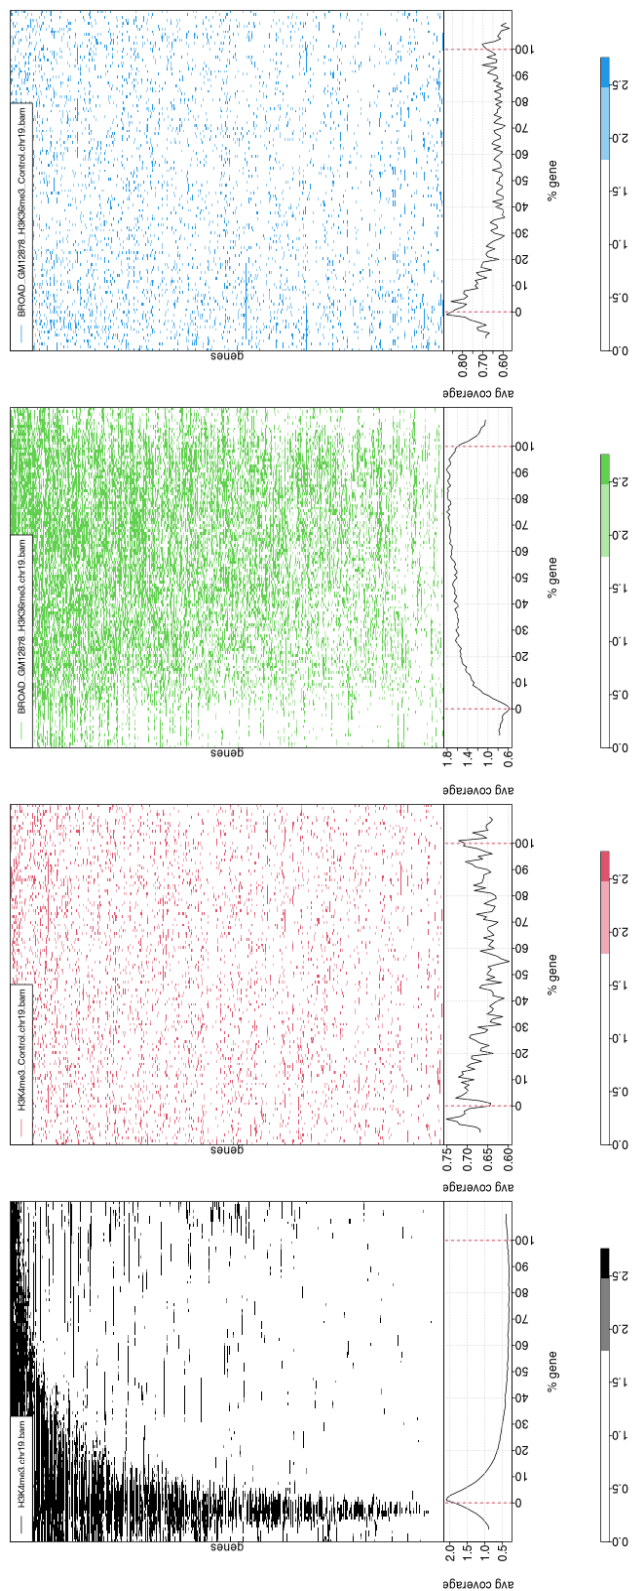 H3K4me3.chr19.bam
genes
2.0 1.5 1.0 0.5
avg coverage
0 10 20 30 40 50 60 70 80 90 100
% gene
0.0 0.5 1.0 1.5 2.0 2.5
H3K4me3_Control.chr19.bam
genes
0.75 0.70 0.65 0.60
avg coverage
0 10 20 30 40 50 60 70 80 90 100
% gene
0.0 0.5 1.0 1.5 2.0 2.5
BROAD_GM12878_H3K36me3.chr19.bam
genes
1.8 1.4 1.0 0.6
avg coverage
0 10 20 30 40 50 60 70 80 90 100
% gene
0.0 0.5 1.0 1.5 2.0 2.5
BROAD_GM12878_H3K36me3_Control.chr19.bam
genes
0.80 0.70 0.60
avg coverage
0 10 20 30 40 50 60 70 80 90 100
% gene
0.0 0.5 1.0 1.5 2.0 2.5